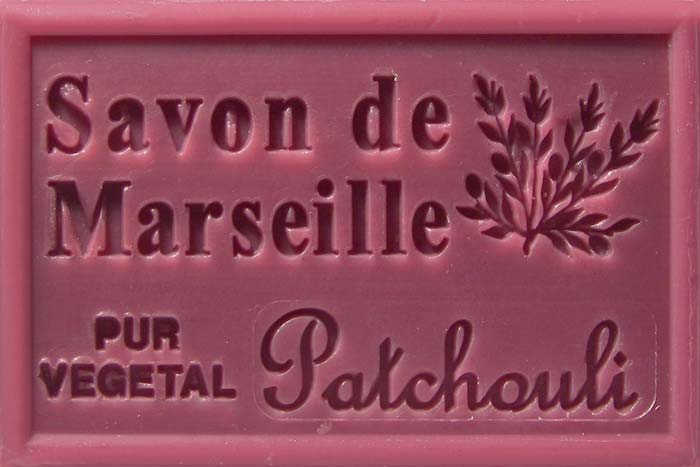 Savon de
Marseille
PUR
VEGETAL
Patchouli